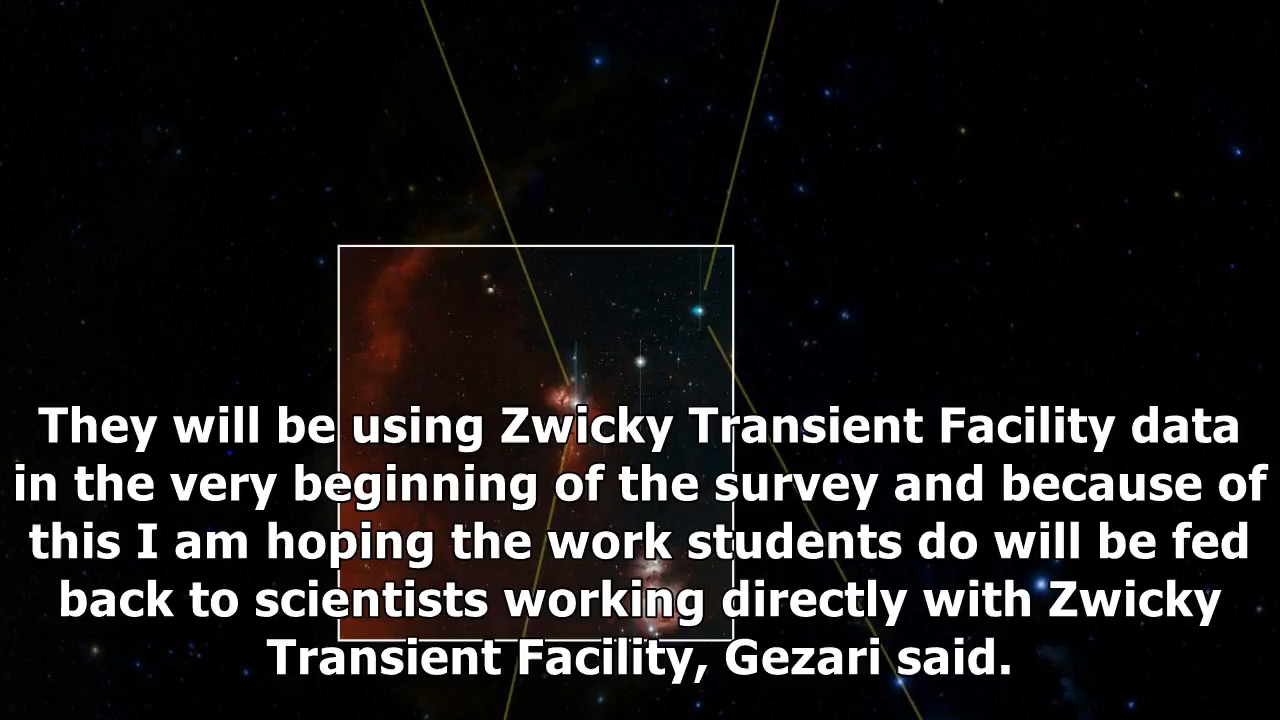 They will be using Zwicky Transient Facility data
in the very beginning of the survey and because of
this I am hoping the work students do will be fed
back to scientists working directly with Zwicky
Transient Facility, Gezari said.